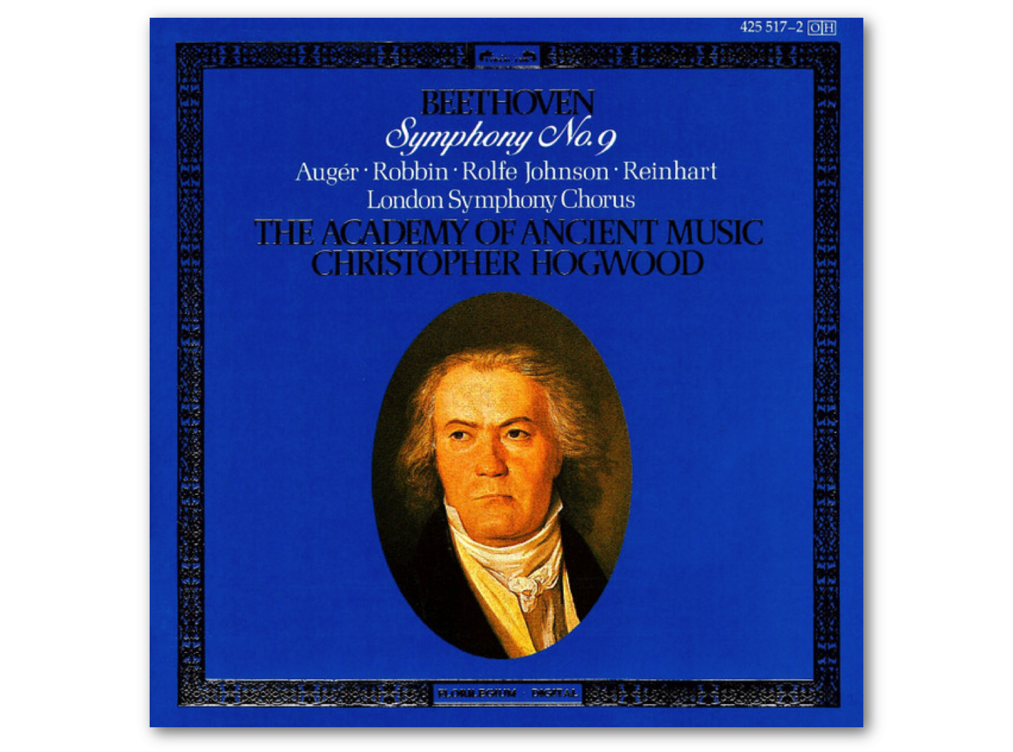 425 517–2 OH
BEETHOVEN
Symphony No. 9
Augér · Robbin · Rolfe Johnson · Reinhart
London Symphony Chorus
THE ACADEMY OF ANCIENT MUSIC
CHRISTOPHER HOGWOOD
FLORILEGIUM · DIGITAL